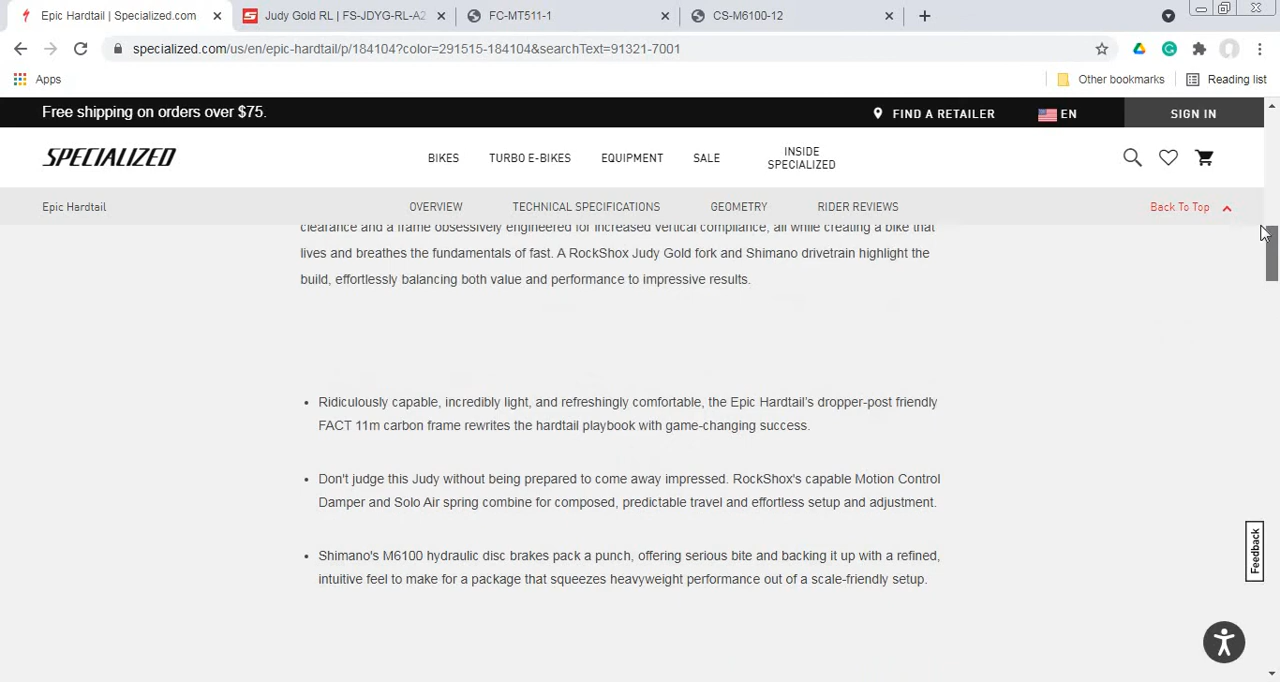 Epic Hardtail | Specialized.com
Judy Gold RL | FS-JDYG-RL-A2
FC-MT511-1
CS-M6100-12
specialized.com/us/en/epic-hardtail/p/184104?color=291515-184104&searchText=91321-7001
Apps
Other bookmarks
Reading list
Free shipping on orders over $75.
FIND A RETAILER
EN
SIGN IN
SPECIALIZED
BIKES
TURBO E-BIKES
EQUIPMENT
SALE
INSIDE
SPECIALIZED
Epic Hardtail
OVERVIEW
TECHNICAL SPECIFICATIONS
GEOMETRY
RIDER REVIEWS
Back To Top
clearance and a frame obsessively engineered for increased vertical compliance, all while creating a bike that
lives and breathes the fundamentals of fast. A RockShox Judy Gold fork and Shimano drivetrain highlight the
build, effortlessly balancing both value and performance to impressive results.
• Ridiculously capable, incredibly light, and refreshingly comfortable, the Epic Hardtail's dropper-post friendly
FACT 11m carbon frame rewrites the hardtail playbook with game-changing success.
• Don't judge this Judy without being prepared to come away impressed. RockShox's capable Motion Control
Damper and Solo Air spring combine for composed, predictable travel and effortless setup and adjustment.
• Shimano's M6100 hydraulic disc brakes pack a punch, offering serious bite and backing it up with a refined,
intuitive feel to make for a package that squeezes heavyweight performance out of a scale-friendly setup.
Feedback